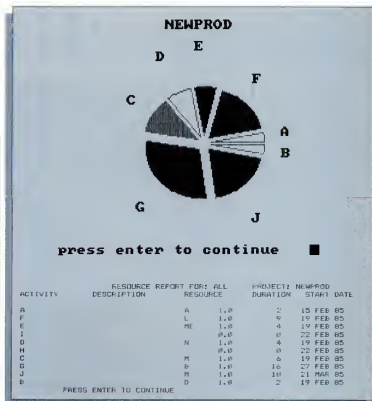 NEWPROD
E
D
F
C
A
B
G
J
press enter to continue
RESOURCE REPORT FOR: ALL PROJECT: NEWPROD
ACTIVITY DESCRIPTION RESOURCE DURATION START DATE
A A 1.0 2 15 FEB 85
F L 1.0 9 19 FEB 85
E ME 1.0 4 19 FEB 85
I 0.0 0 22 FEB 85
D N 1.0 4 19 FEB 85
H 0.0 0 22 FEB 85
C M 1.0 6 19 FEB 85
G B 1.0 16 27 FEB 85
J M 1.0 10 21 MAR 85
B D 1.0 2 19 FEB 85
PRESS ENTER TO CONTINUE